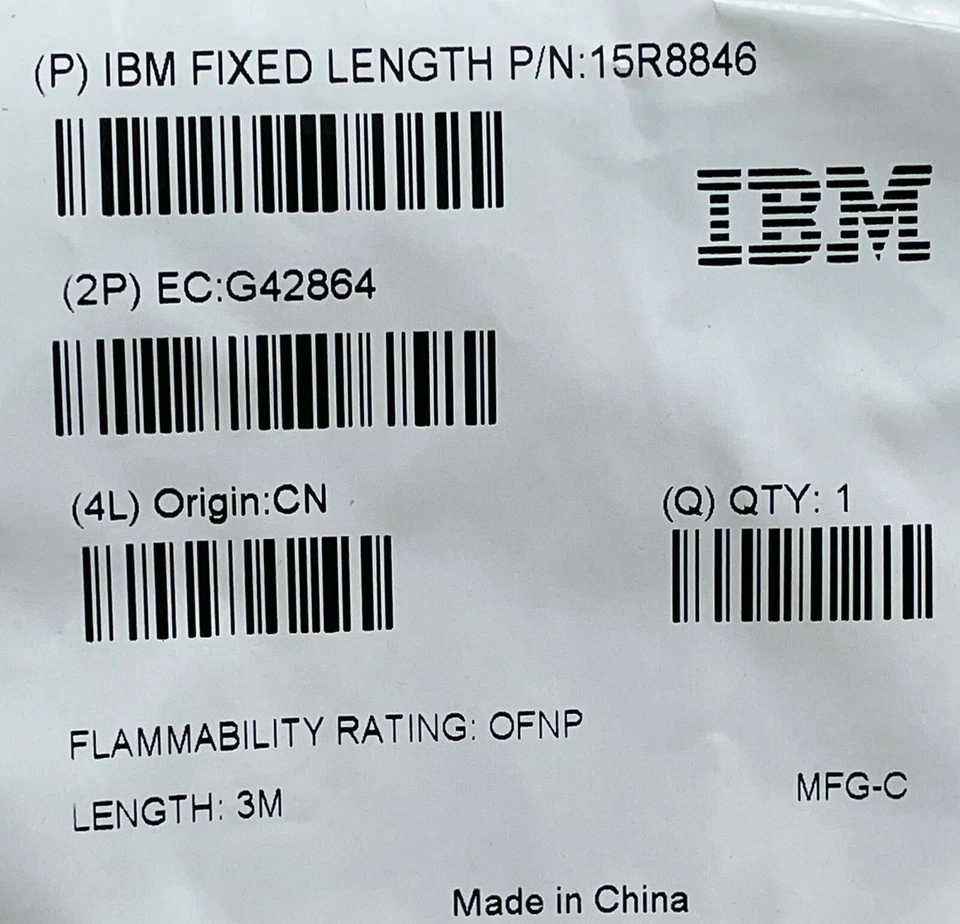 (P) IBM FIXED LENGTH P/N:15R8846
IBM
(2P) EC:G42864
(4L) Origin:CN
(Q) QTY: 1
FLAMMABILITY RATING: OFNP
LENGTH: 3M
MFG-C
Made in China